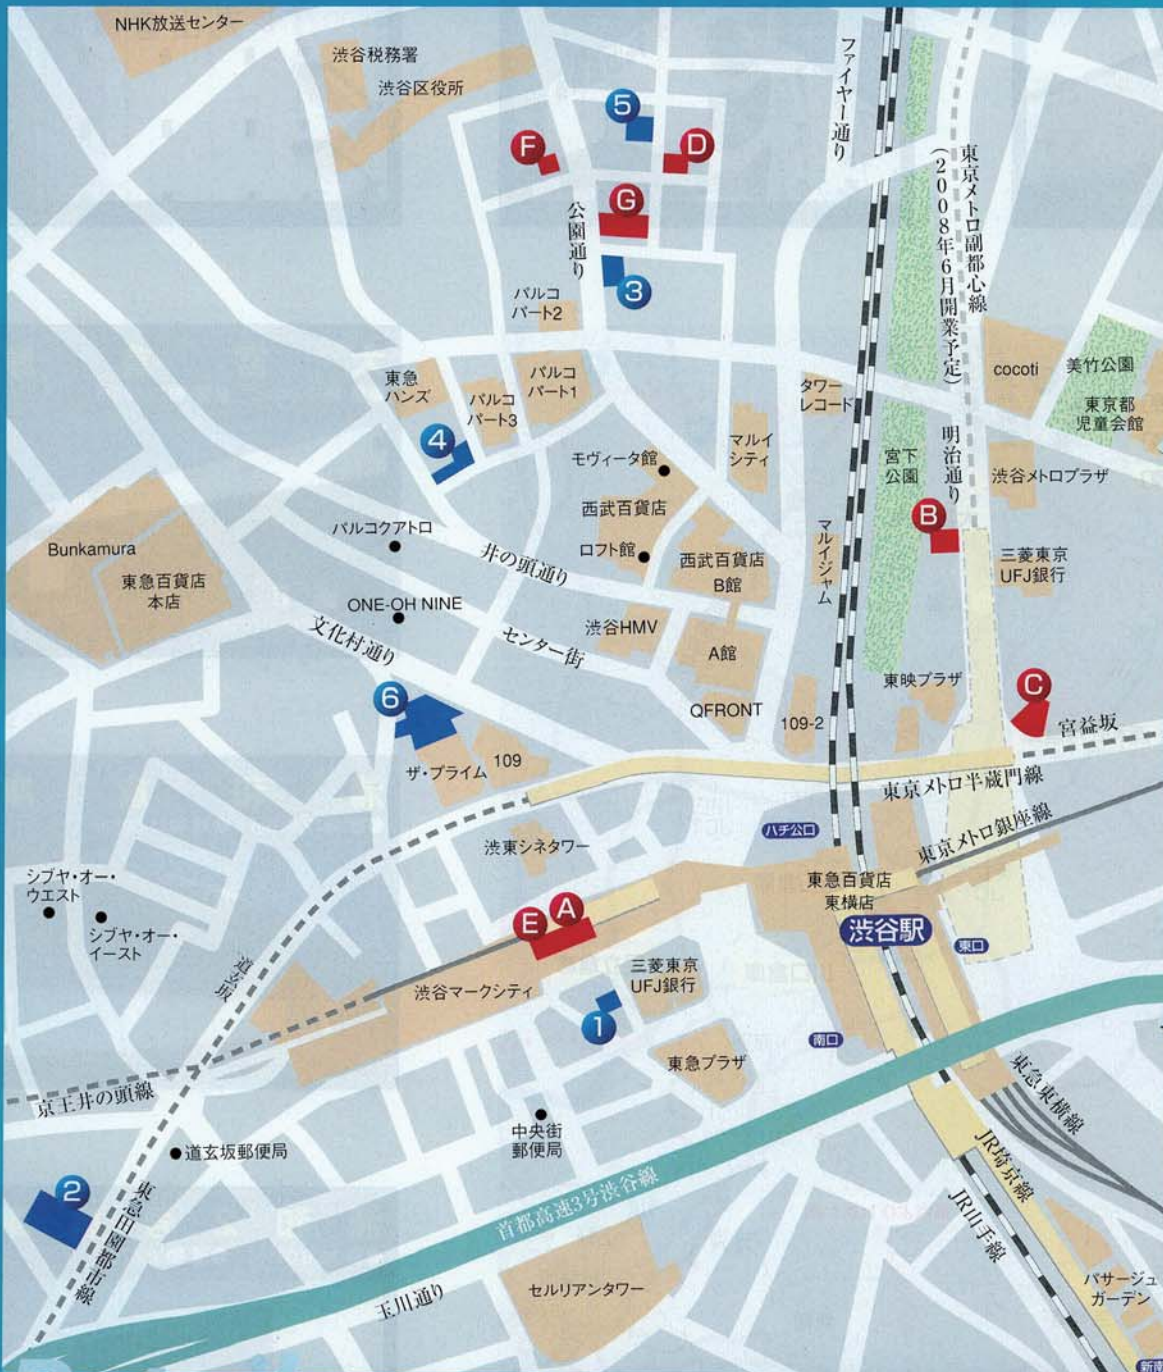 NHK放送センター
渋谷税務署
渋谷区役所
ファイヤー通り
5
F
D
G
東京メトロ副都心線
(2008年6月開業予定)
公園通り
3
パルコ
パート2
東急
ハンズ
パルコ
パート3
パルコ
パート1
タワー
レコード
cocoti
美竹公園
東京都
児童会館
4
モヴィータ館
マルイ
シティ
宮下
公園
明治通り
渋谷メトロプラザ
西武百貨店
B
パルコクアトロ
井の頭通り
ロフト館
西武百貨店
B館
マルイジャム
三菱東京
UFJ銀行
Bunkamura
東急百貨店
本店
ONE-OH NINE
文化村通り
センター街
渋谷HMV
A館
東映プラザ
C
6
QFRONT
109-2
宮益坂
ザ・プライム
109
東京メトロ半蔵門線
ハチ公口
東京メトロ銀座線
渋東シネタワー
東急百貨店
東横店
シブヤ・オー・
ウエスト
シブヤ・オー・
イースト
E
A
渋谷駅
東口
道玄坂
渋谷マークシティ
三菱東京
UFJ銀行
1
南口
東急プラザ
京王井の頭線
東急東横線
中央街
郵便局
道玄坂郵便局
JR埼京線
2
東急田園都市線
首都高速3号渋谷線
JR山手線
セルリアンタワー
玉川通り
パサージュ
ガーデン
新南